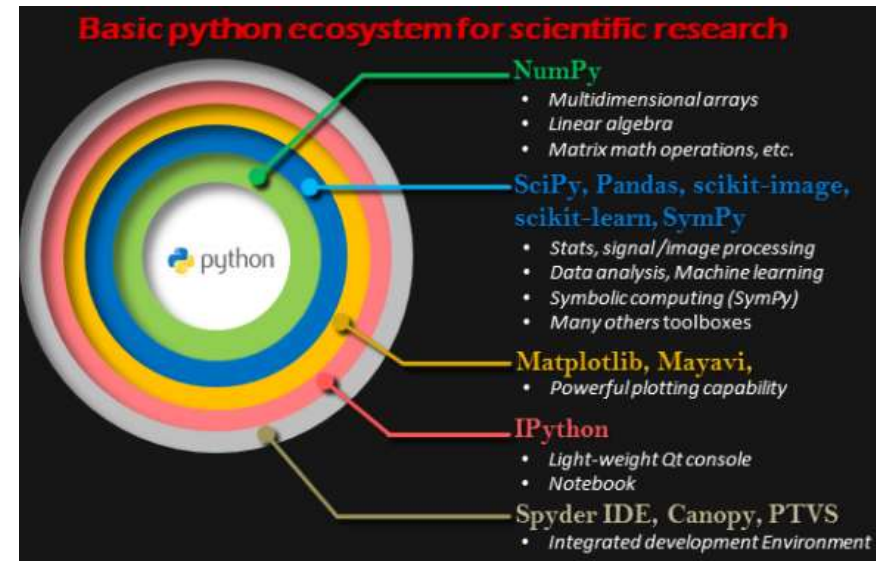 Basic python ecosystem for scientific research
NumPy
• Multidimensional arrays
• Linear algebra
• Matrix math operations, etc.
SciPy, Pandas, scikit-image,
scikit-learn, SymPy
• Stats, signal/image processing
• Data analysis, Machine learning
• Symbolic computing (SymPy)
• Many others toolboxes
python
Matplotlib, Mayavi,
• Powerful plotting capability
IPython
• Light-weight Qt console
• Notebook
Spyder IDE, Canopy, PTVS
• Integrated development Environment